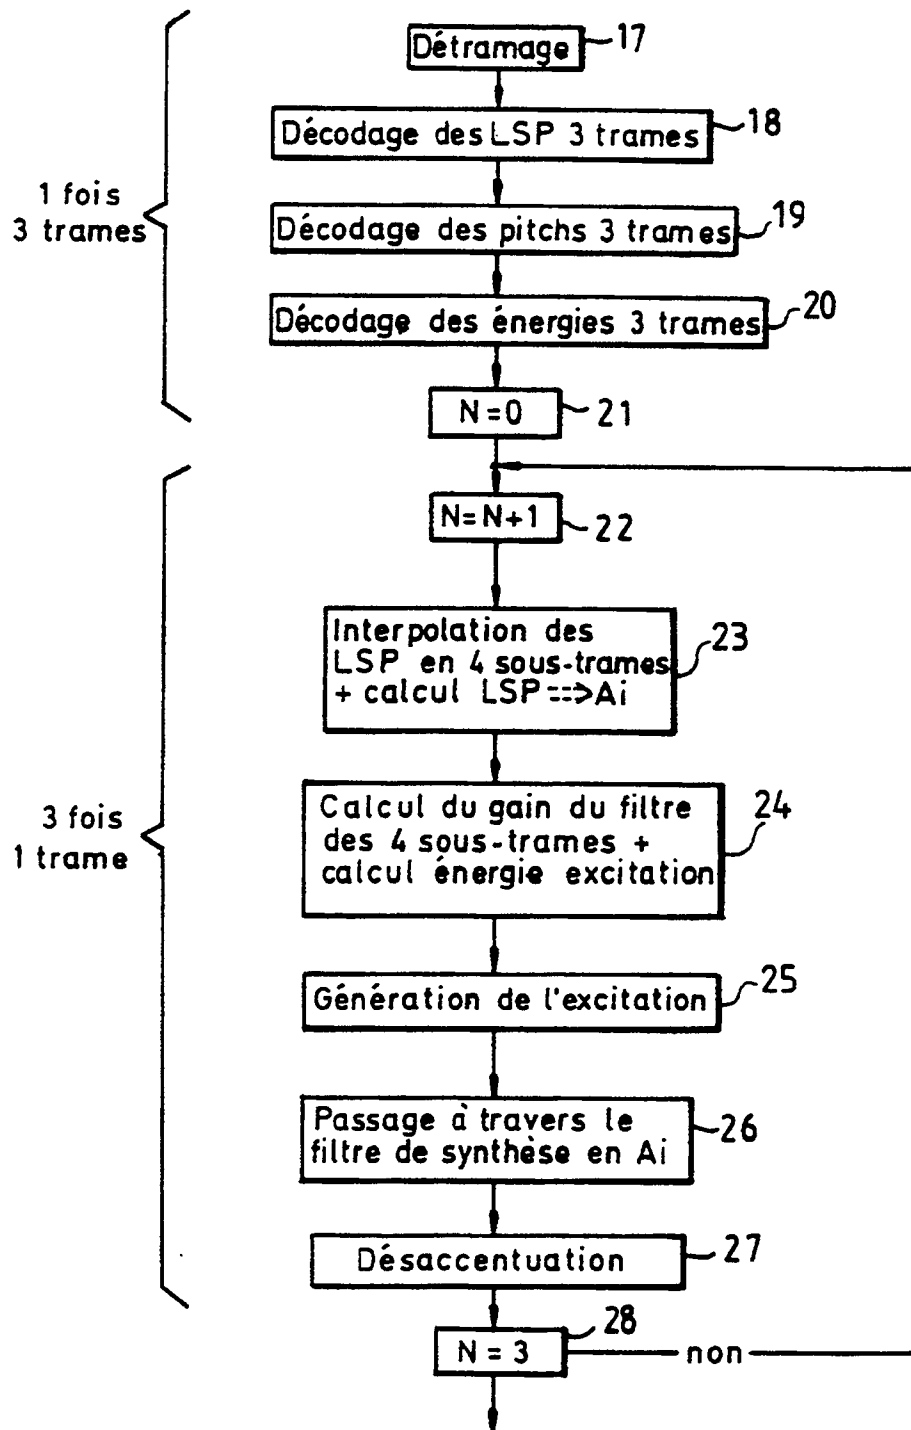 Détramage
17
Décodage des LSP 3 trames
18
1 fois
3 trames
Décodage des pitchs 3 trames
19
Décodage des énergies 3 trames
20
N = 0
21
N = N + 1
22
Interpolation des
LSP en 4 sous-trames
+ calcul LSP ==> Ai
23
3 fois
1 trame
Calcul du gain du filtre
des 4 sous-trames +
calcul énergie excitation
24
Génération de l'excitation
25
Passage à travers le
filtre de synthèse en Ai
26
Désaccentuation
27
N = 3
28
non